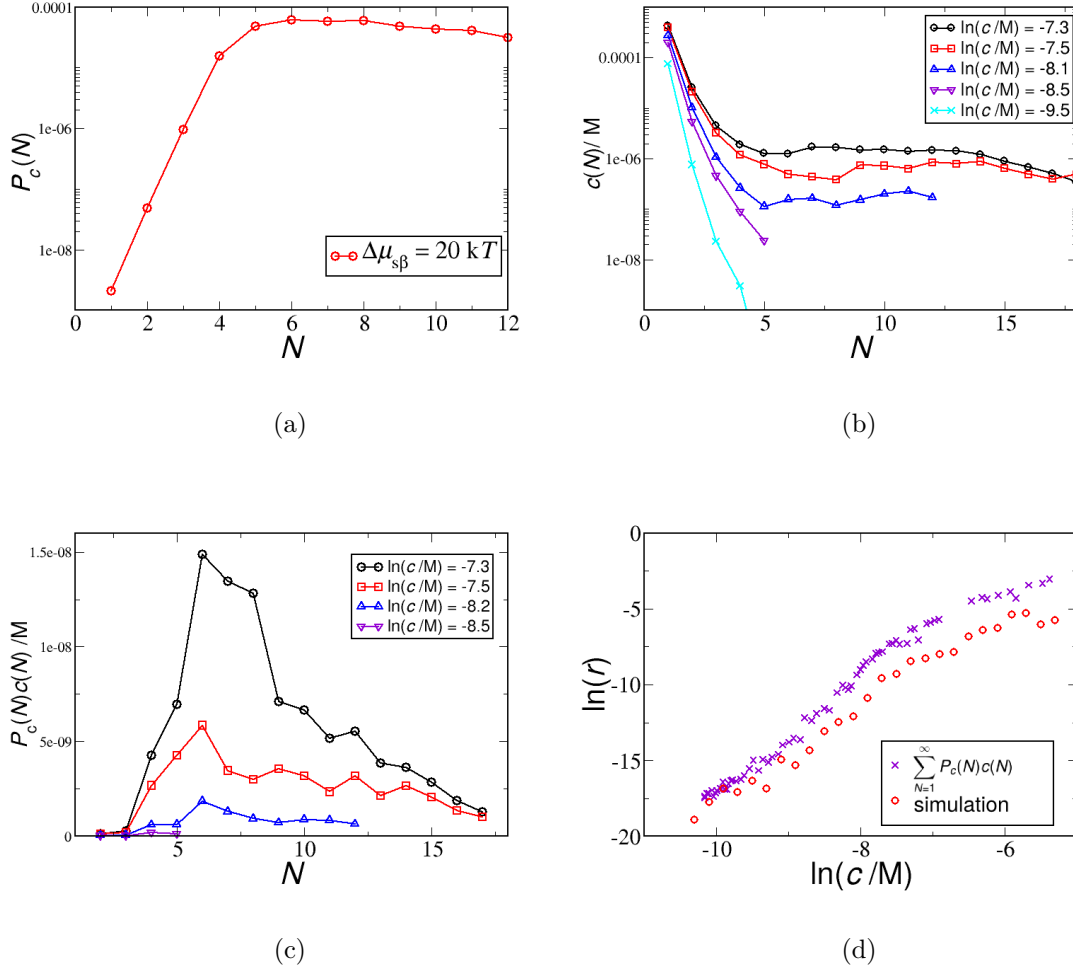 0.0001
1e-06
1e-08
P_c(N)
Δμ_sβ = 20 kT
0 2 4 6 8 10 12
N
(a)
0.0001
1e-06
1e-08
c(N)/ M
ln(c /M) = -7.3
ln(c /M) = -7.5
ln(c /M) = -8.1
ln(c /M) = -8.5
ln(c /M) = -9.5
0 5 10 15
N
(b)
1.5e-08
1e-08
5e-09
0
P_c(N)c(N) /M
ln(c /M) = -7.3
ln(c /M) = -7.5
ln(c /M) = -8.2
ln(c /M) = -8.5
5 10 15
N
(c)
0
-5
-10
-15
-20
ln(r)
∞
∑ P_c(N)c(N)
N=1
simulation
-10 -8 -6
ln(c /M)
(d)